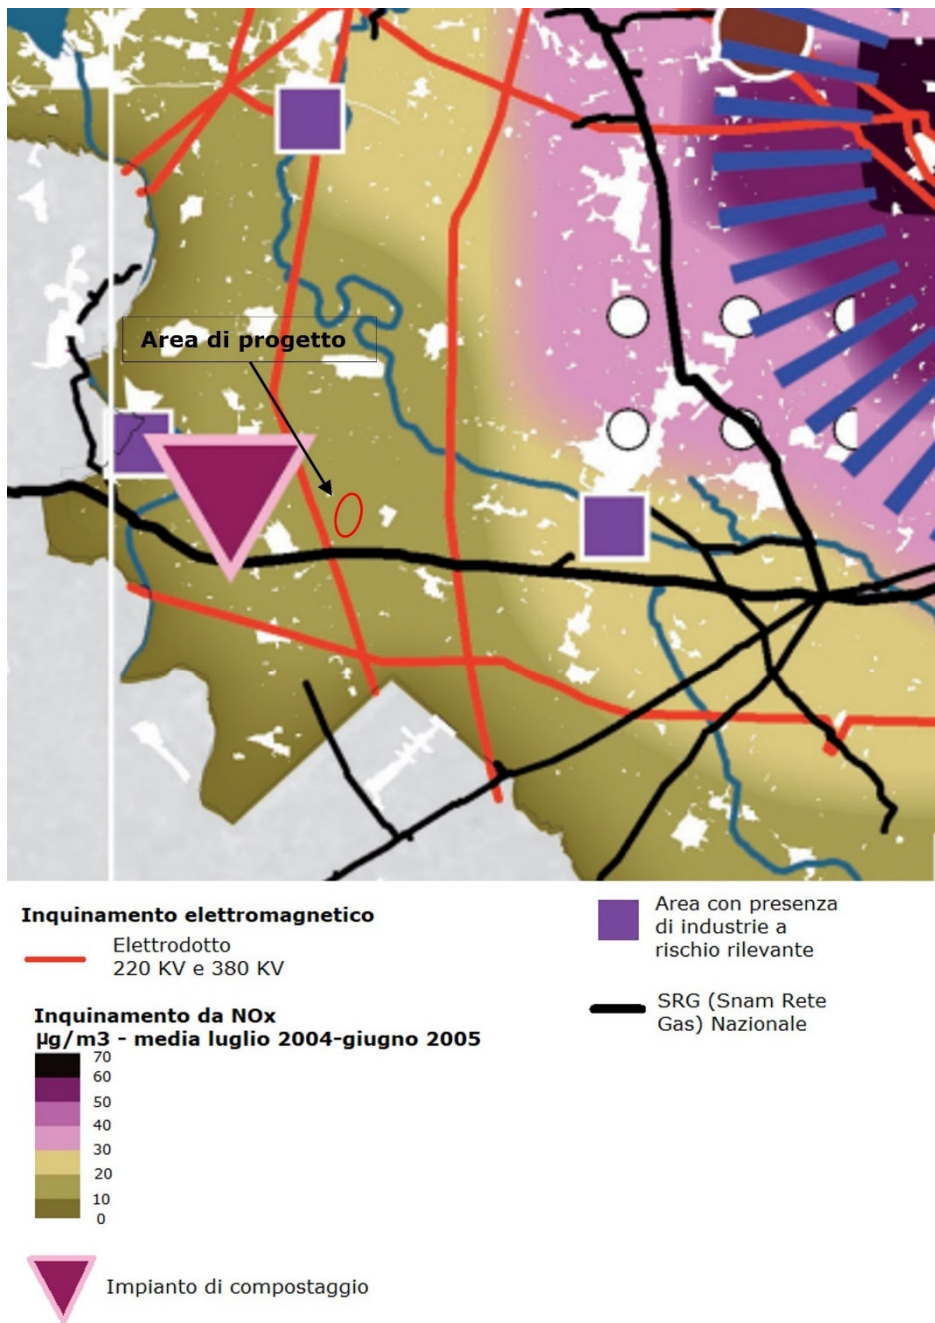 Area di progetto
Inquinamento elettromagnetico
Elettrodotto
220 KV e 380 KV
Inquinamento da NOx
µg/m3 - media luglio 2004-giugno 2005
70
60
50
40
30
20
10
0
Impianto di compostaggio
Area con presenza
di industrie a
rischio rilevante
SRG (Snam Rete
Gas) Nazionale